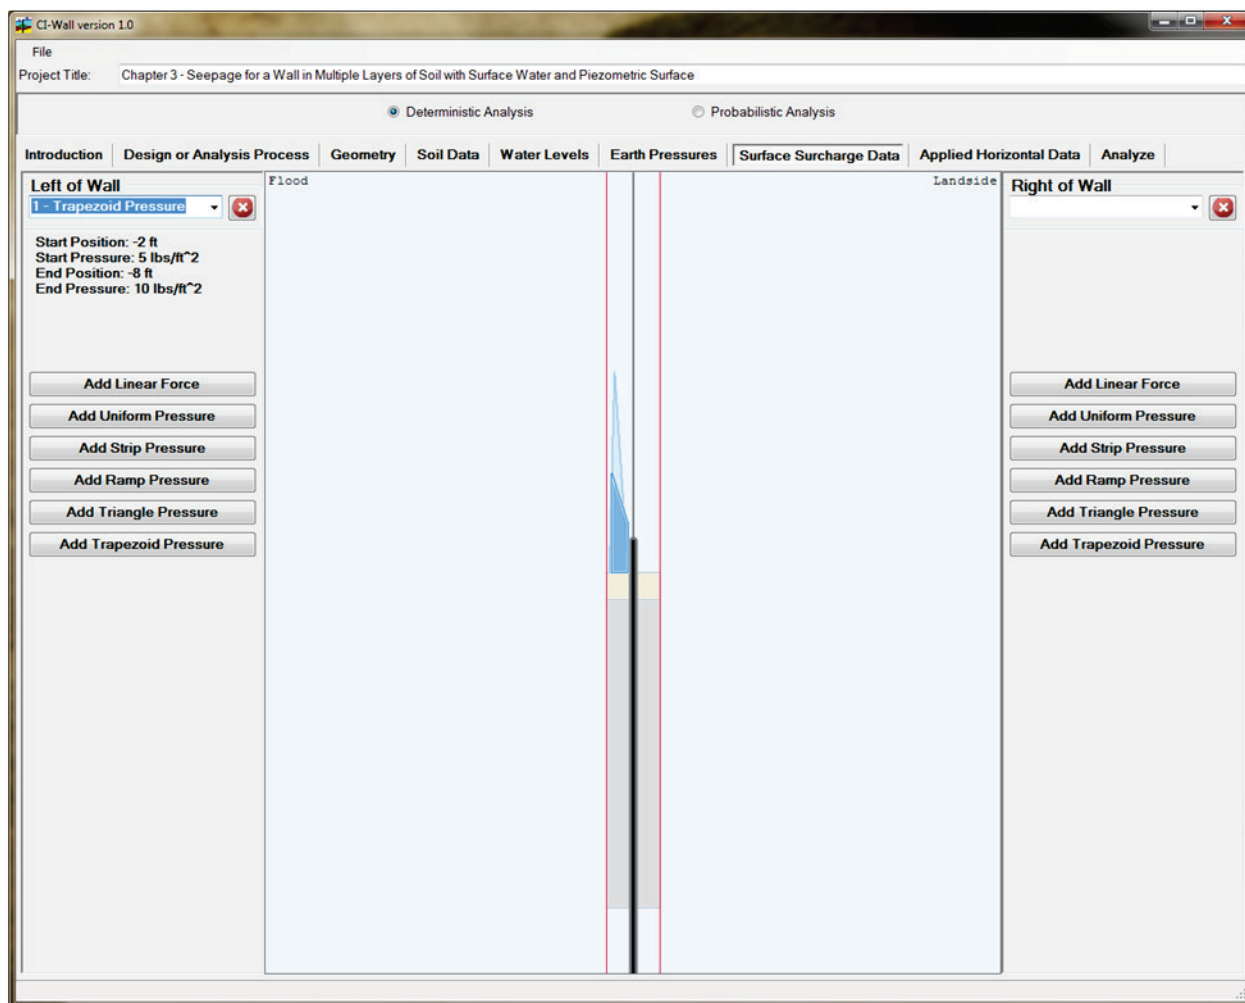 CI-Wall version 1.0
File
Project Title: Chapter 3 - Seepage for a Wall in Multiple Layers of Soil with Surface Water and Piezometric Surface
Deterministic Analysis Probabilistic Analysis
Introduction Design or Analysis Process Geometry Soil Data Water Levels Earth Pressures Surface Surcharge Data Applied Horizontal Data Analyze
Left of Wall
1 - Trapezoid Pressure
Start Position: -2 ft
Start Pressure: 5 lbs/ft^2
End Position: -8 ft
End Pressure: 10 lbs/ft^2
Add Linear Force
Add Uniform Pressure
Add Strip Pressure
Add Ramp Pressure
Add Triangle Pressure
Add Trapezoid Pressure
Flood
Landside
Right of Wall
Add Linear Force
Add Uniform Pressure
Add Strip Pressure
Add Ramp Pressure
Add Triangle Pressure
Add Trapezoid Pressure